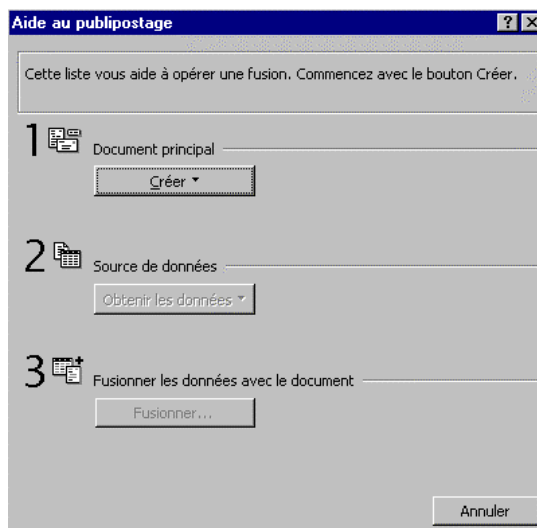 Aide au publipostage
Cette liste vous aide à opérer une fusion. Commencez avec le bouton Créer.
1 Document principal
Créer
2 Source de données
Obtenir les données
3 Fusionner les données avec le document
Fusionner...
Annuler